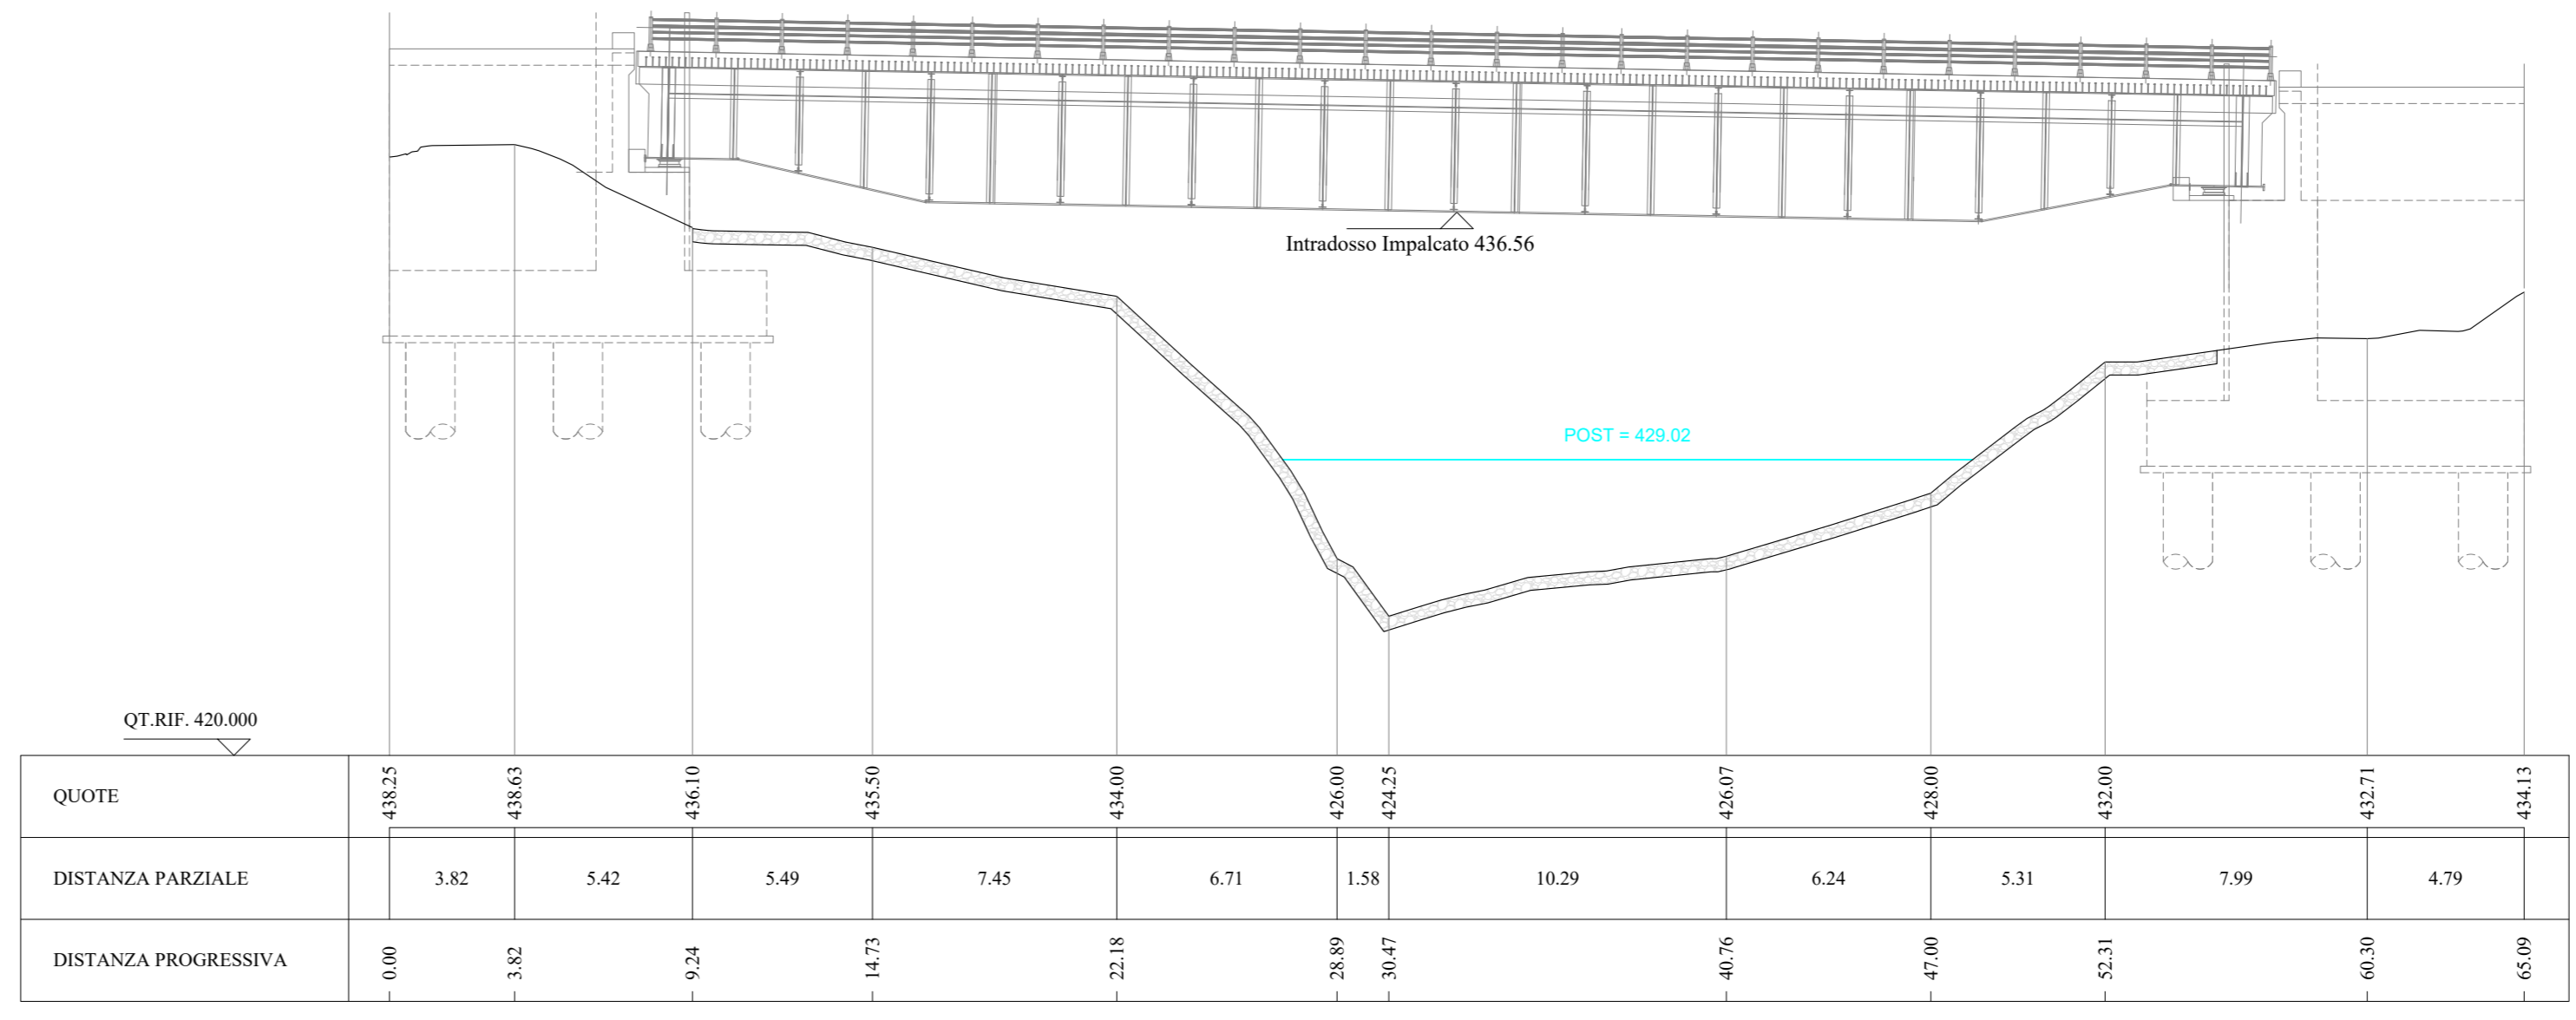 Intradosso Impalcato 436.56
POST = 429.02
QT.RIF. 420.000
QUOTE 438.25 438.63 436.10 435.50 434.00 426.00 424.25 426.07 428.00 432.00 432.71 434.13
DISTANZA PARZIALE 3.82 5.42 5.49 7.45 6.71 1.58 10.29 6.24 5.31 7.99 4.79
DISTANZA PROGRESSIVA 0.00 3.82 9.24 14.73 22.18 28.89 30.47 40.76 47.00 52.31 60.30 65.09